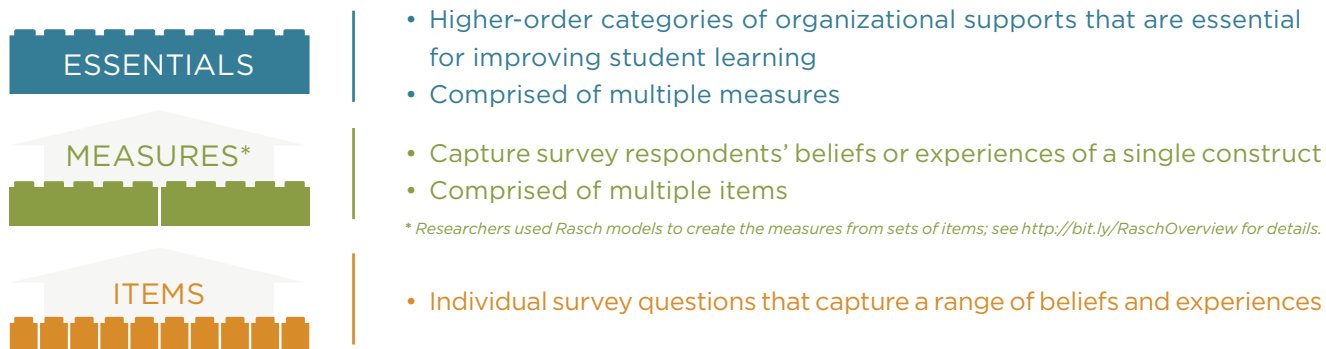 ESSENTIALS
• Higher-order categories of organizational supports that are essential
for improving student learning
• Comprised of multiple measures
MEASURES*
• Capture survey respondents’ beliefs or experiences of a single construct
• Comprised of multiple items
* Researchers used Rasch models to create the measures from sets of items; see http://bit.ly/RaschOverview for details.
ITEMS
• Individual survey questions that capture a range of beliefs and experiences